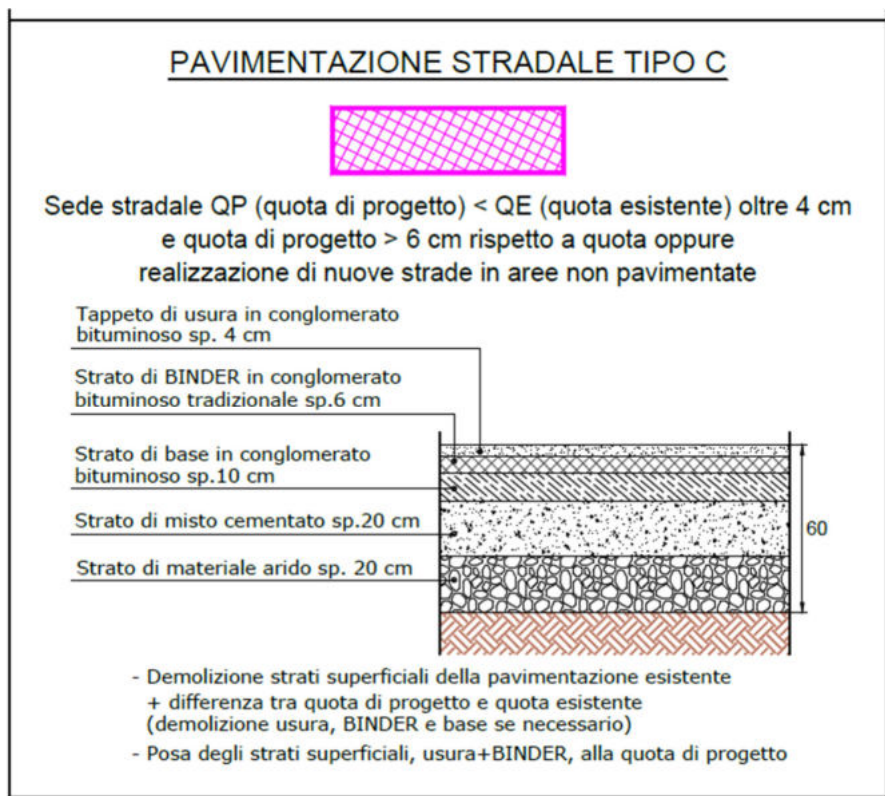 PAVIMENTAZIONE STRADALE TIPO C
Sede stradale QP (quota di progetto) < QE (quota esistente) oltre 4 cm
e quota di progetto > 6 cm rispetto a quota oppure
realizzazione di nuove strade in aree non pavimentate
Tappeto di usura in conglomerato
bituminoso sp. 4 cm
Strato di BINDER in conglomerato
bituminoso tradizionale sp.6 cm
Strato di base in conglomerato
bituminoso sp.10 cm
Strato di misto cementato sp.20 cm
Strato di materiale arido sp. 20 cm
60
- Demolizione strati superficiali della pavimentazione esistente
+ differenza tra quota di progetto e quota esistente
(demolizione usura, BINDER e base se necessario)
- Posa degli strati superficiali, usura+BINDER, alla quota di progetto